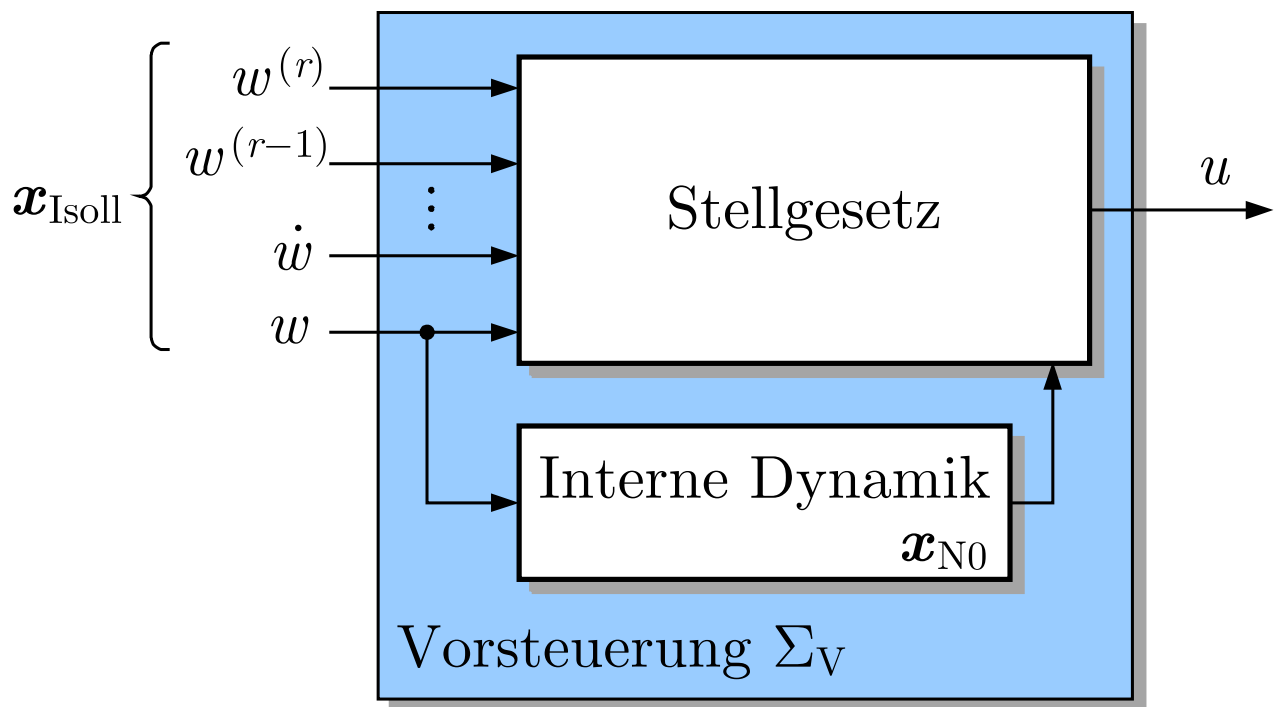 w^(r)
w^(r−1)
x_Isoll
⋮
ẇ
w
Stellgesetz
u
Interne Dynamik
x_N0
Vorsteuerung Σ_V